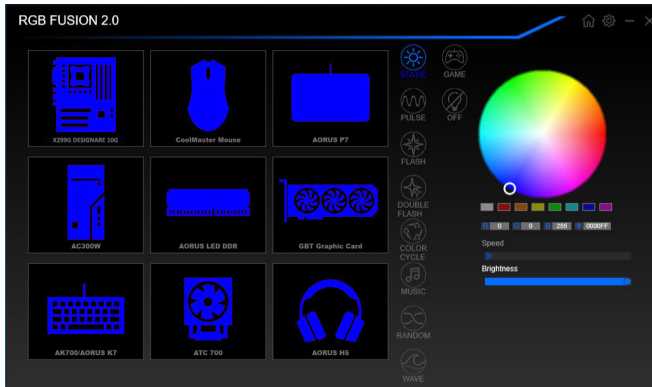 RGB FUSION 2.0
X299G DESIGNARE 10G
CoolMaster Mouse
AORUS P7
AC300W
AORUS LED DDR
GBT Graphic Card
AK700/AORUS K7
ATC 700
AORUS H5
STATIC
GAME
PULSE
OFF
FLASH
DOUBLE
FLASH
COLOR
CYCLE
MUSIC
RANDOM
WAVE
R 0 G 0 B 255 # 0000FF
Speed
Brightness